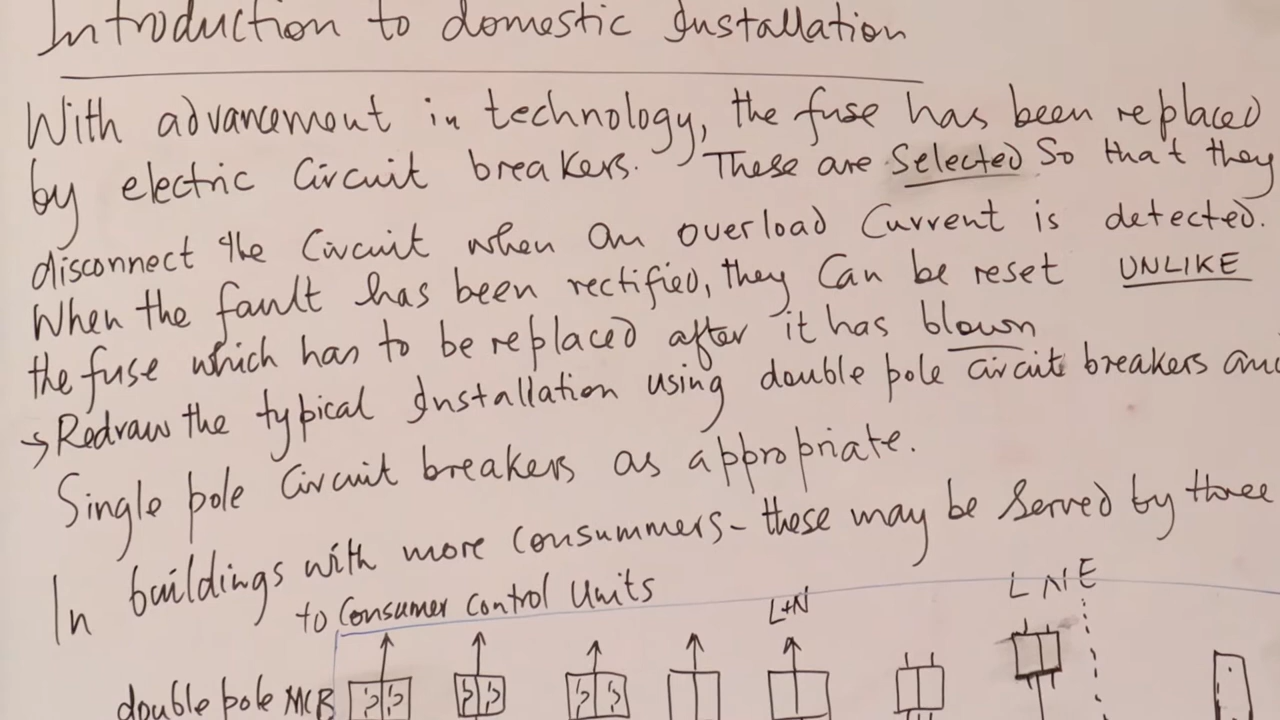 Introduction to domestic Installation
With advancement in technology, the fuse has been replaced
by electric Circuit breakers. These are Selected So that they
disconnect the Circuit when an overload Current is detected.
When the fault has been rectified, they Can be reset UNLIKE
the fuse which has to be replaced after it has blown
→ Redraw the typical Installation using double pole circuit breakers and
Single pole Circuit breakers as appropriate.
In buildings with more Consummers - these may be Served by three
to Consumer Control Units
L+N
L N E
double pole MCB